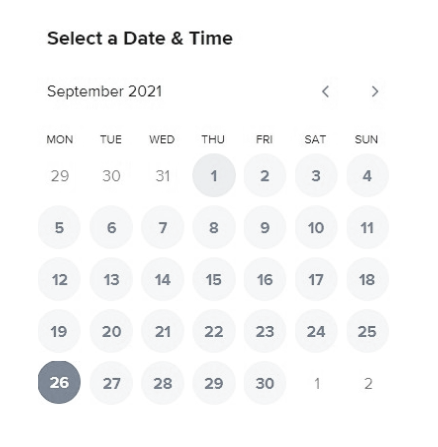 Select a Date & Time
September 2021
MON TUE WED THU FRI SAT SUN
29 30 31 1 2 3 4
5 6 7 8 9 10 11
12 13 14 15 16 17 18
19 20 21 22 23 24 25
26 27 28 29 30 1 2